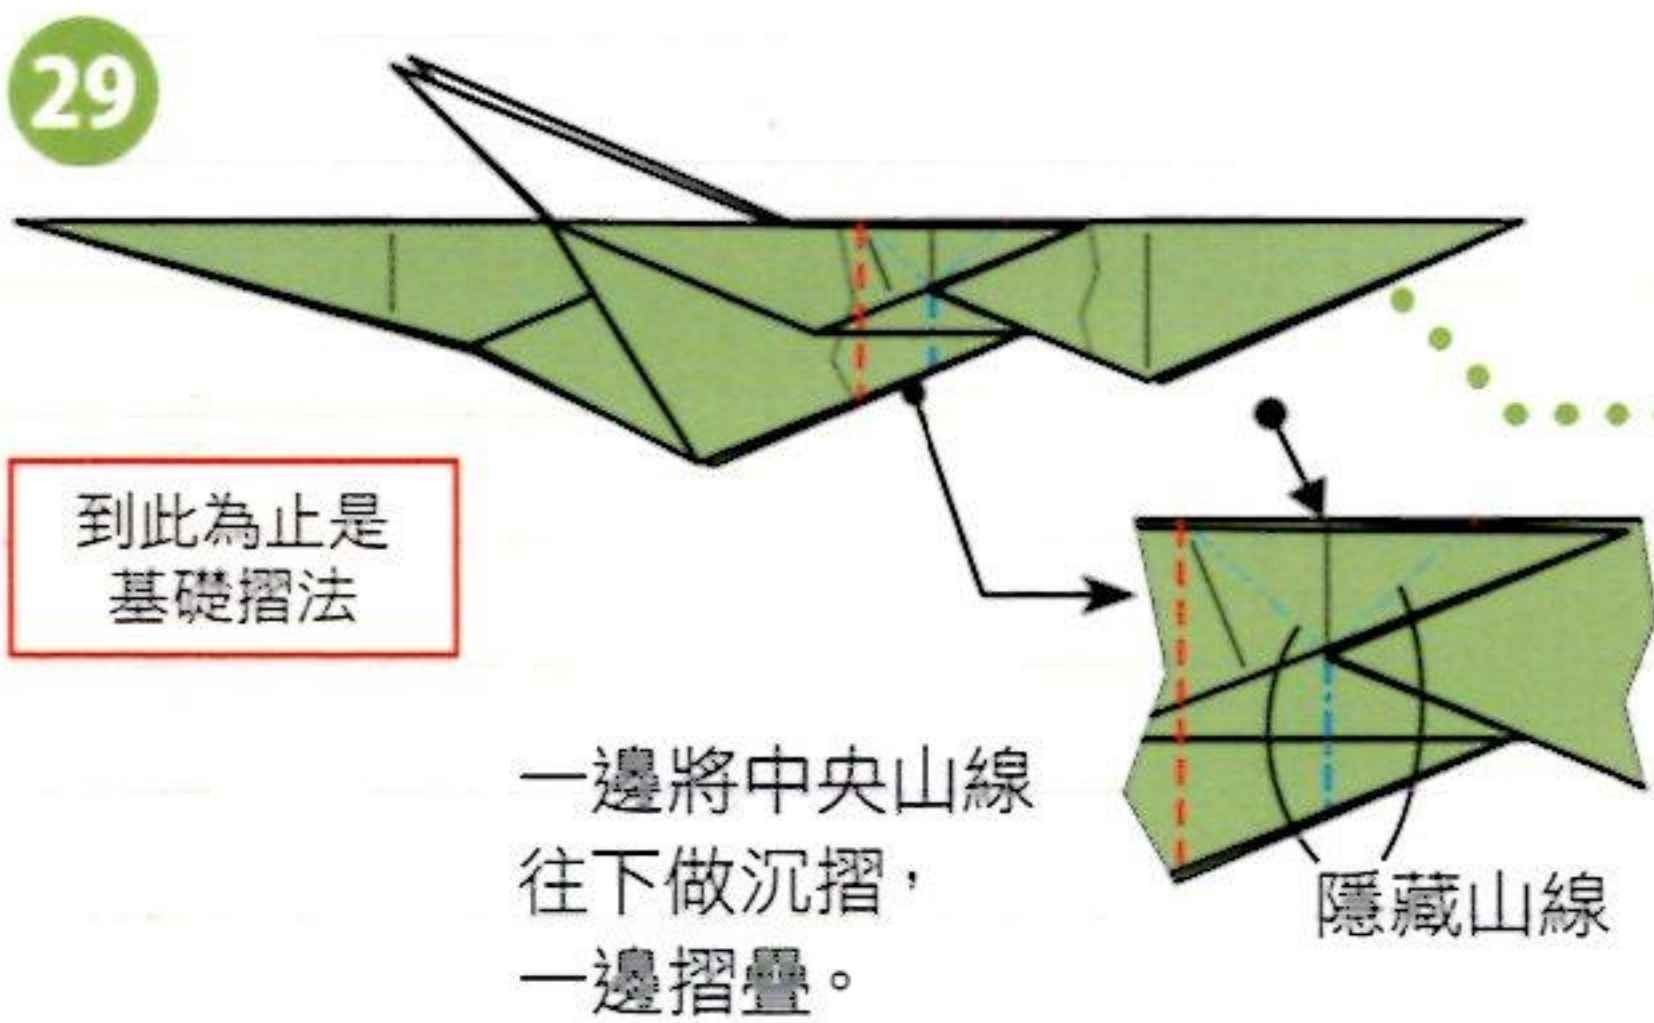 29
到此為止是
基礎摺法
一邊將中央山線
往下做沉摺，
一邊摺疊。
隱藏山線